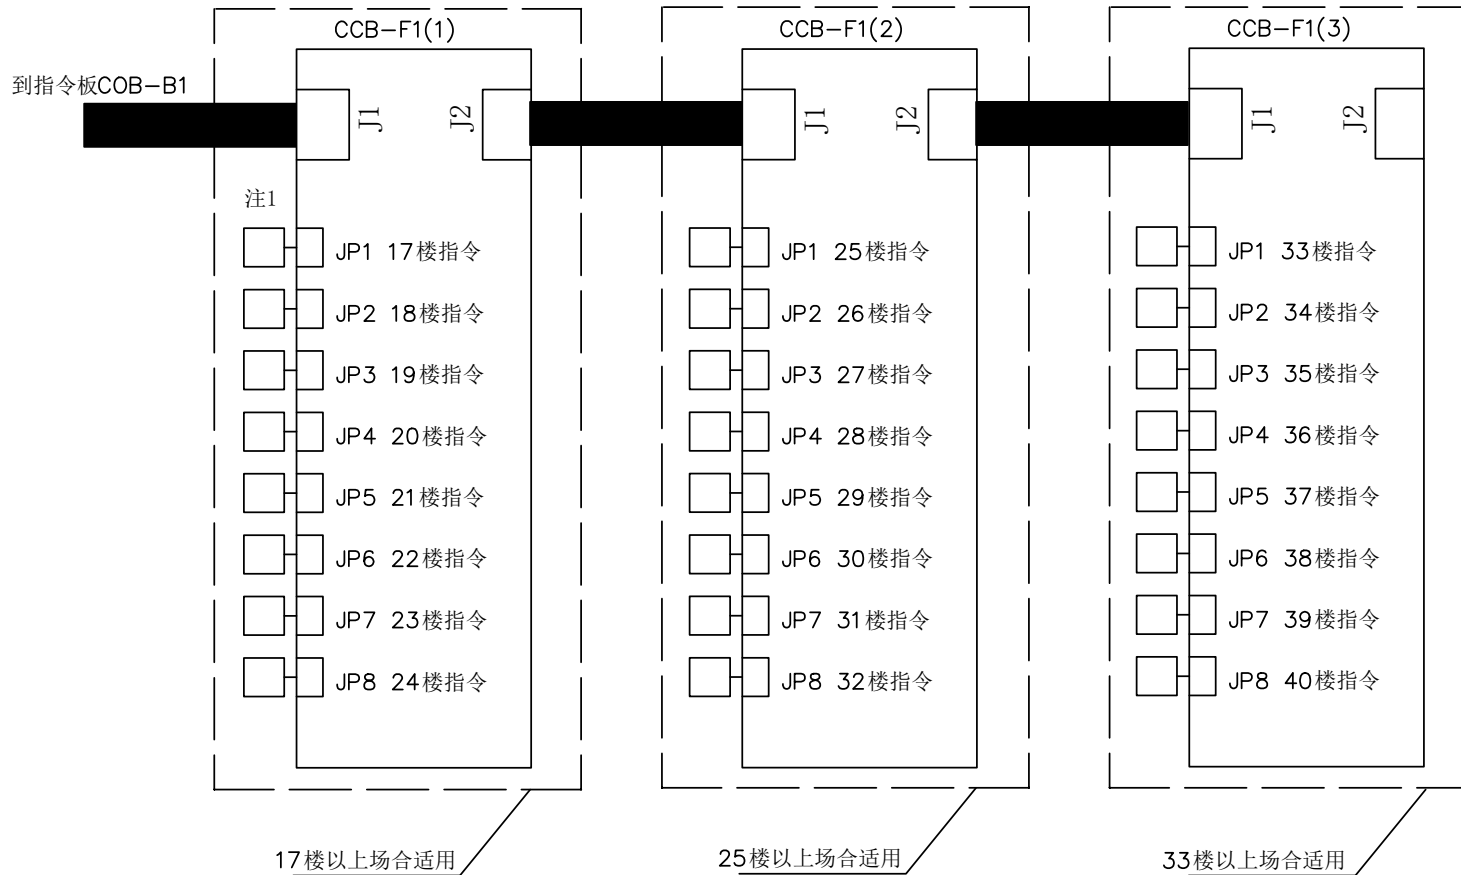 CCB-F1(1)
CCB-F1(2)
CCB-F1(3)
到指令板COB-B1
J1
J2
J1
J2
J1
J2
注1
JP1 17楼指令
JP2 18楼指令
JP3 19楼指令
JP4 20楼指令
JP5 21楼指令
JP6 22楼指令
JP7 23楼指令
JP8 24楼指令
JP1 25楼指令
JP2 26楼指令
JP3 27楼指令
JP4 28楼指令
JP5 29楼指令
JP6 30楼指令
JP7 31楼指令
JP8 32楼指令
JP1 33楼指令
JP2 34楼指令
JP3 35楼指令
JP4 36楼指令
JP5 37楼指令
JP6 38楼指令
JP7 39楼指令
JP8 40楼指令
17楼以上场合适用
25楼以上场合适用
33楼以上场合适用